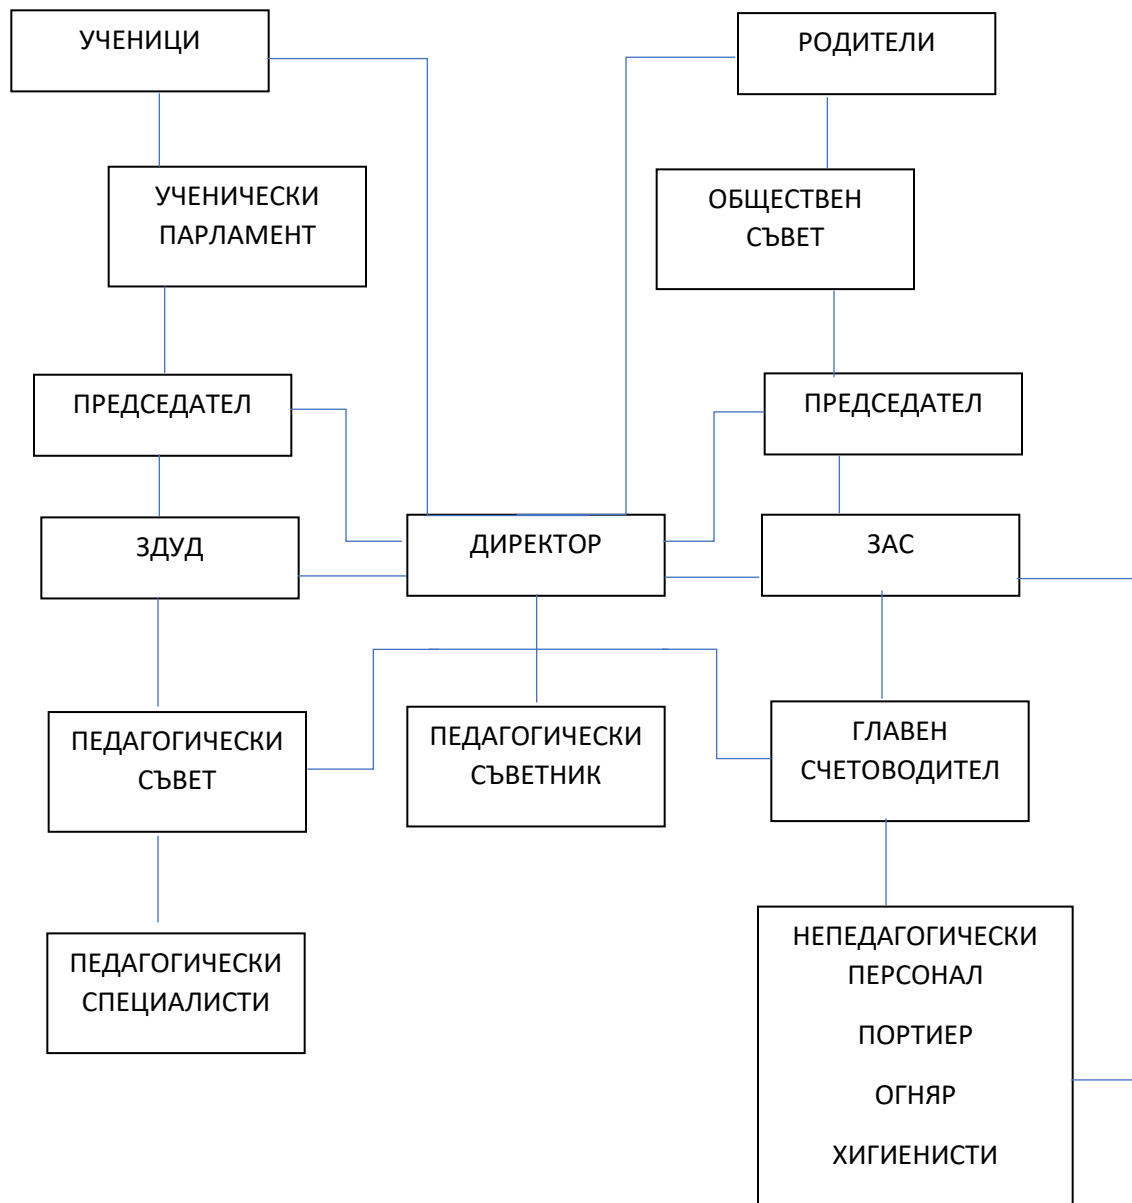 УЧЕНИЦИ
РОДИТЕЛИ
УЧЕНИЧЕСКИ
ПАРЛАМЕНТ
ОБЩЕСТВЕН
СЪВЕТ
ПРЕДСЕДАТЕЛ
ПРЕДСЕДАТЕЛ
ЗДУД
ДИРЕКТОР
ЗАС
ПЕДАГОГИЧЕСКИ
СЪВЕТ
ПЕДАГОГИЧЕСКИ
СЪВЕТНИК
ГЛАВЕН
СЧЕТОВОДИТЕЛ
ПЕДАГОГИЧЕСКИ
СПЕЦИАЛИСТИ
НЕПЕДАГОГИЧЕСКИ
ПЕРСОНАЛ
ПОРТИЕР
ОГНЯР
ХИГИЕНИСТИ